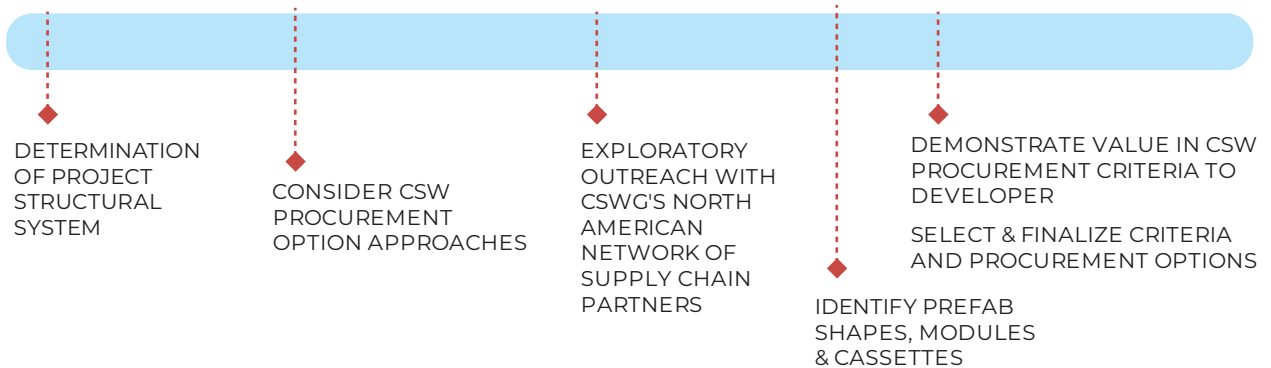 DETERMINATION
OF PROJECT
STRUCTURAL
SYSTEM
CONSIDER CSW
PROCUREMENT
OPTION APPROACHES
EXPLORATORY
OUTREACH WITH
CSWG'S NORTH
AMERICAN
NETWORK OF
SUPPLY CHAIN
PARTNERS
IDENTIFY PREFAB
SHAPES, MODULES
& CASSETTES
DEMONSTRATE VALUE IN CSW
PROCUREMENT CRITERIA TO
DEVELOPER
SELECT & FINALIZE CRITERIA
AND PROCUREMENT OPTIONS